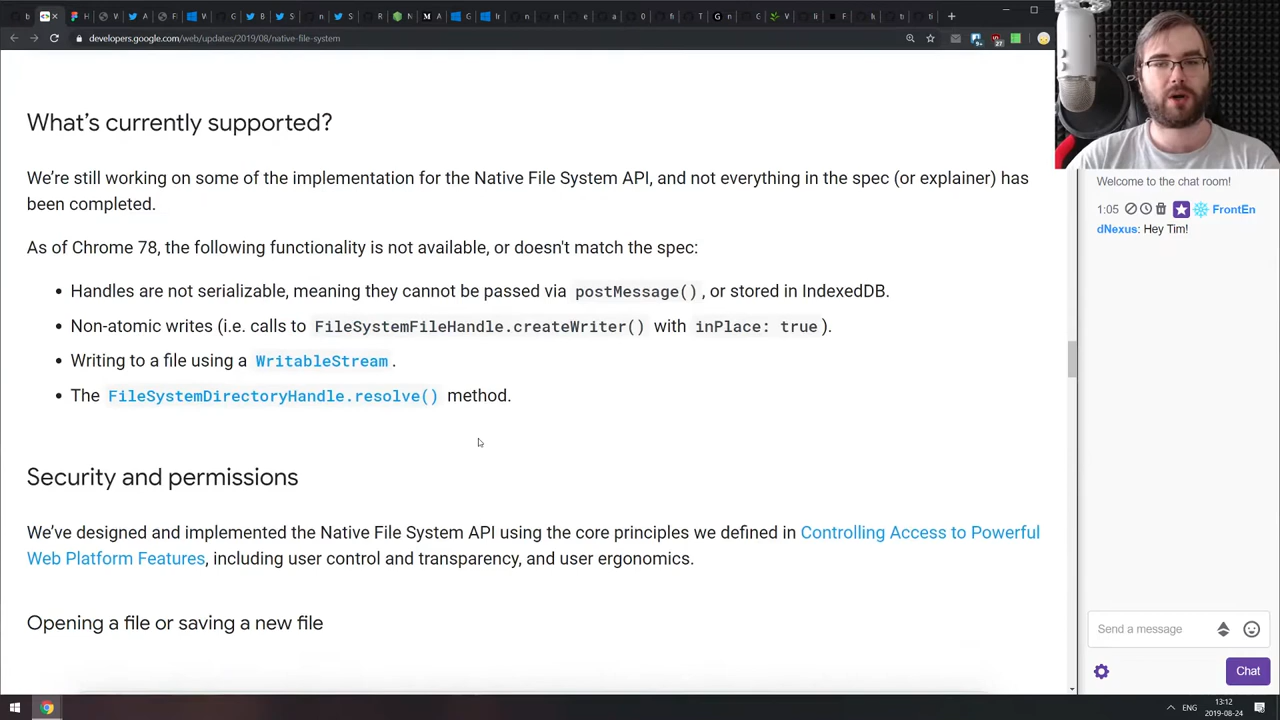 developers.google.com/web/updates/2019/08/native-file-system
What's currently supported?
We're still working on some of the implementation for the Native File System API, and not everything in the spec (or explainer) has
been completed.
As of Chrome 78, the following functionality is not available, or doesn't match the spec:
• Handles are not serializable, meaning they cannot be passed via postMessage(), or stored in IndexedDB.
• Non-atomic writes (i.e. calls to FileSystemFileHandle.createWriter() with inPlace: true ).
• Writing to a file using a WritableStream.
• The FileSystemDirectoryHandle.resolve() method.
Security and permissions
We've designed and implemented the Native File System API using the core principles we defined in Controlling Access to Powerful
Web Platform Features, including user control and transparency, and user ergonomics.
Opening a file or saving a new file
Welcome to the chat room!
1:05 FrontEn
dNexus: Hey Tim!
Send a message
Chat
ENG
13:12
2019-08-24